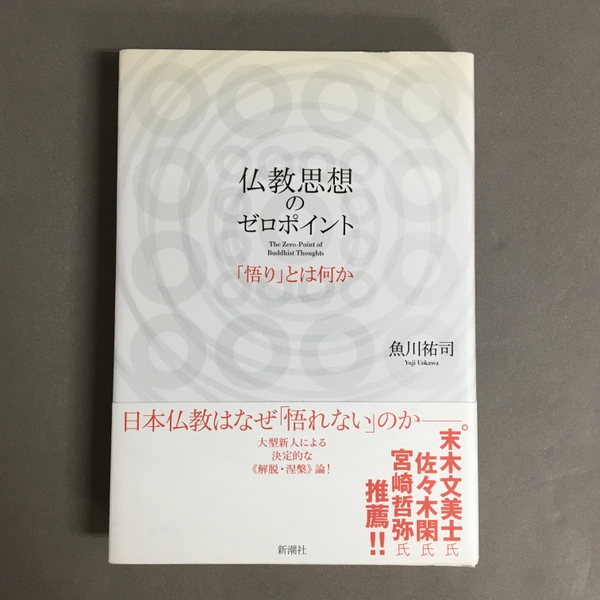 仏教思想
の
ゼロポイント
The Zero-Point of
Buddhist Thoughts
「悟り」とは何か
魚川祐司
Yuji Uokawa
日本仏教はなぜ「悟れない」のか――。
大型新人による
決定的な
《解脱・涅槃》論!
末木文美士氏
佐々木閑氏
宮崎哲弥氏
推薦!!
新潮社